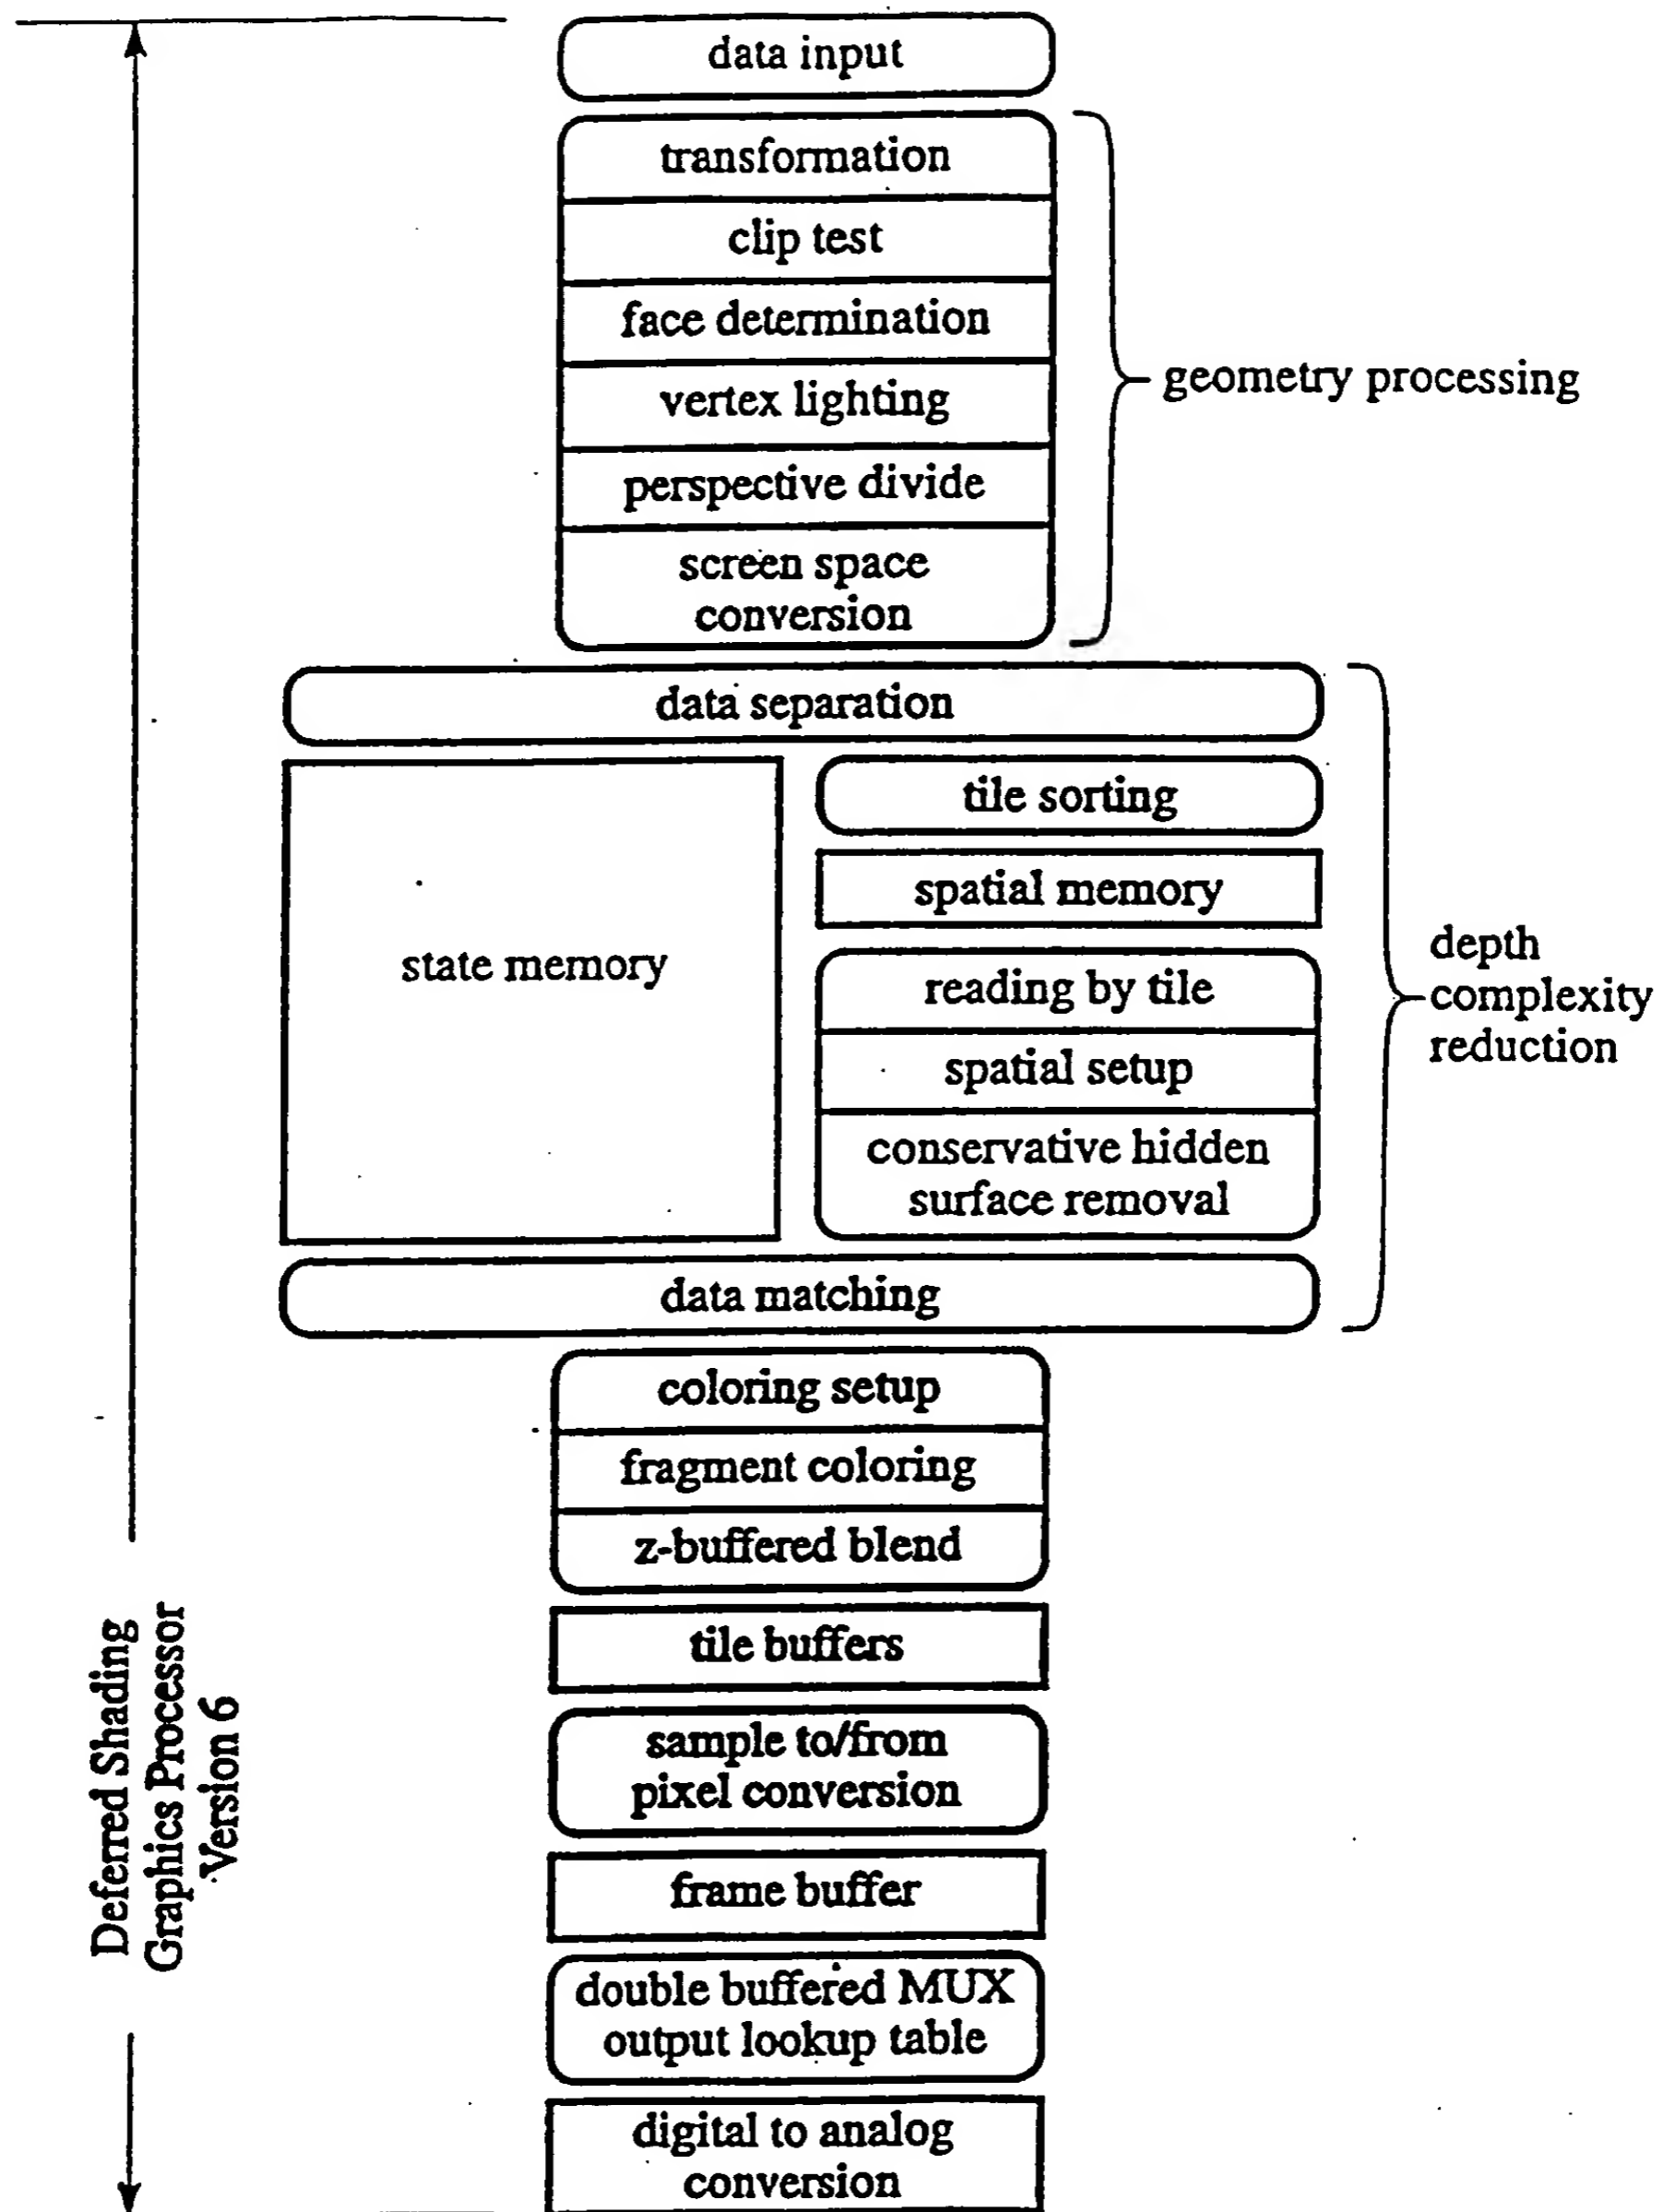 data input
transformation
clip test
face determination
vertex lighting
perspective divide
screen space
conversion
geometry processing
data separation
state memory
tile sorting
spatial memory
reading by tile
spatial setup
conservative hidden
surface removal
depth
complexity
reduction
data matching
coloring setup
fragment coloring
z-buffered blend
tile buffers
sample to/from
pixel conversion
frame buffer
double buffered MUX
output lookup table
digital to analog
conversion
Deferred Shading
Graphics Processor
Version 6